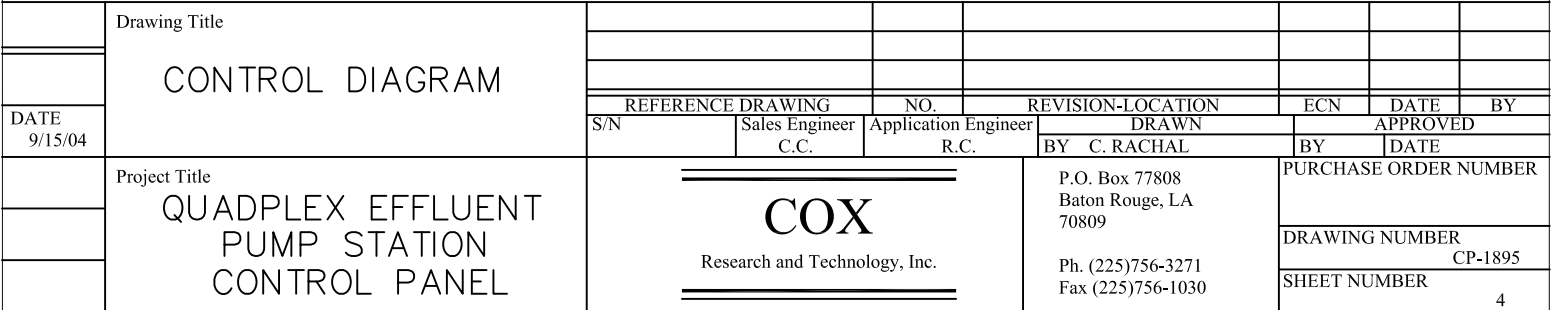 Drawing Title
CONTROL DIAGRAM
DATE
9/15/04
REFERENCE DRAWING NO. REVISION-LOCATION ECN DATE BY
S/N Sales Engineer Application Engineer DRAWN APPROVED
C.C. R.C. BY C. RACHAL BY DATE
Project Title
QUADPLEX EFFLUENT
PUMP STATION
CONTROL PANEL
COX
Research and Technology, Inc.
P.O. Box 77808
Baton Rouge, LA
70809
Ph. (225)756-3271
Fax (225)756-1030
PURCHASE ORDER NUMBER
DRAWING NUMBER
CP-1895
SHEET NUMBER
4